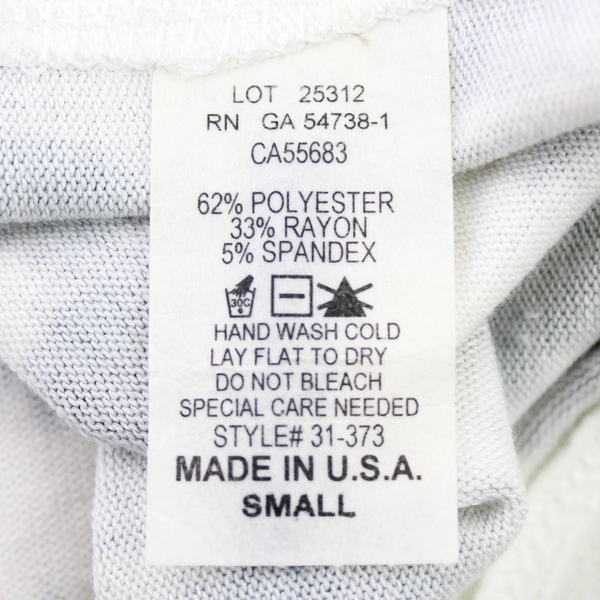 LOT 25312
RN GA 54738-1
CA55683
62% POLYESTER
33% RAYON
5% SPANDEX
30C
HAND WASH COLD
LAY FLAT TO DRY
DO NOT BLEACH
SPECIAL CARE NEEDED
STYLE# 31-373
MADE IN U.S.A.
SMALL